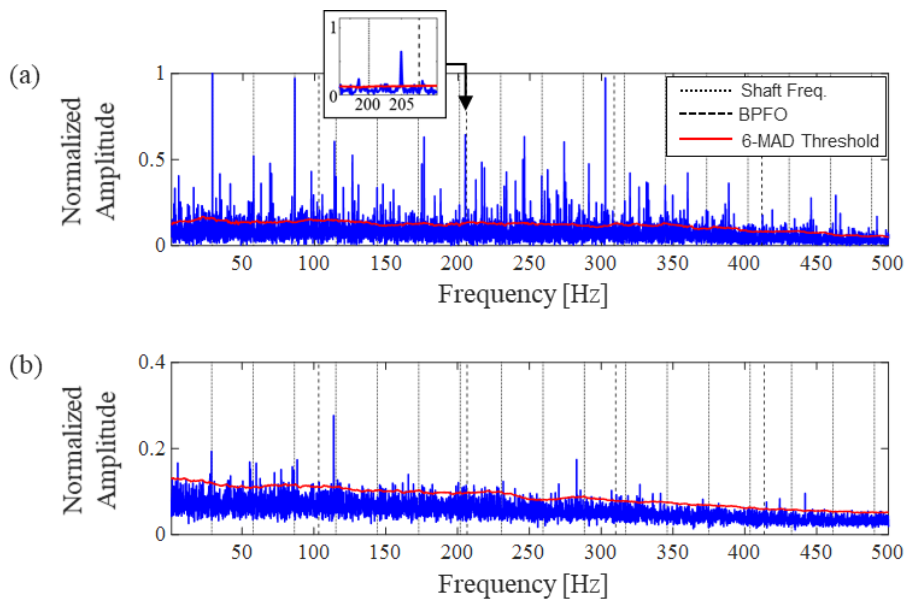 (a)
Normalized
Amplitude
1
0.5
0
1
0
200
205
Shaft Freq.
BPFO
6-MAD Threshold
50
100
150
200
250
300
350
400
450
500
Frequency [Hz]
(b)
Normalized
Amplitude
0.4
0.2
0
50
100
150
200
250
300
350
400
450
500
Frequency [Hz]